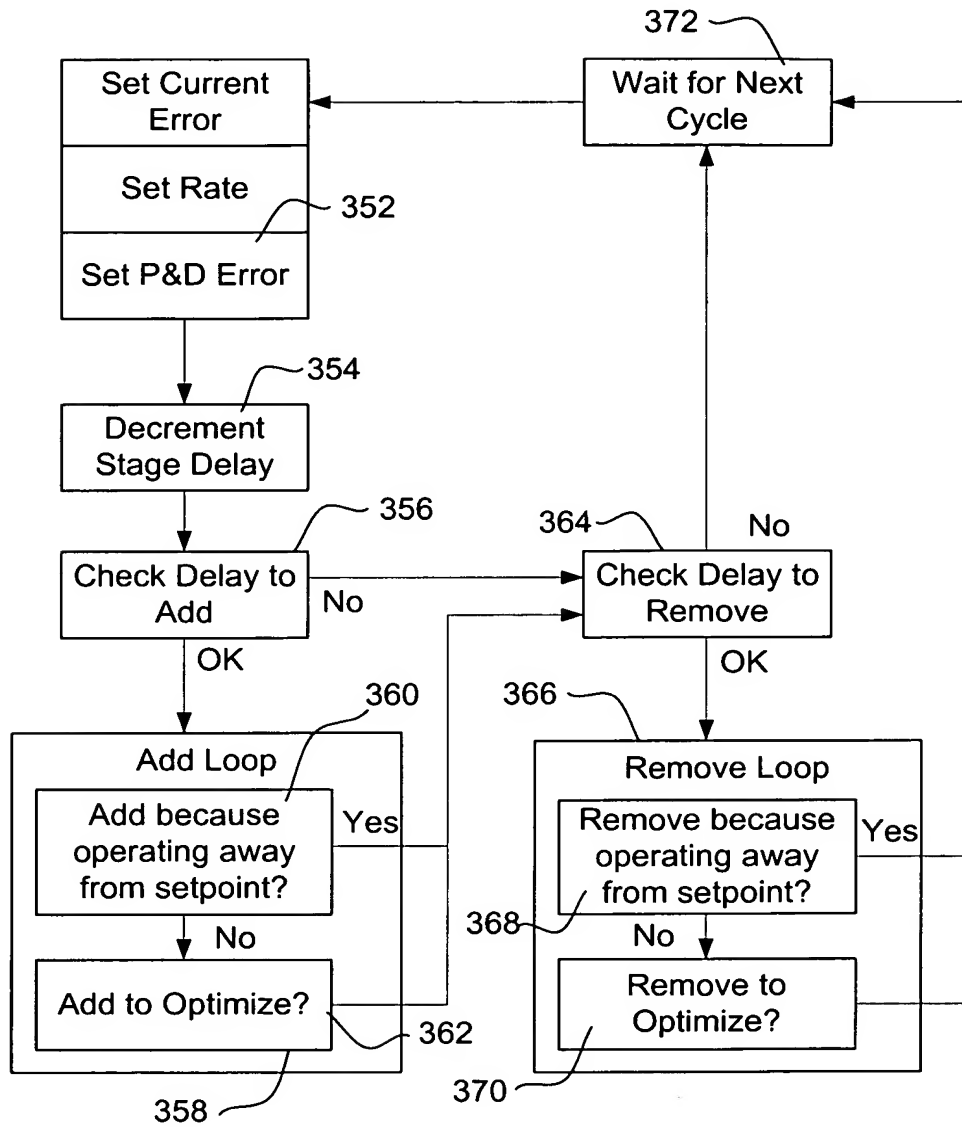 372
Set Current
Error
Set Rate
352
Set P&D Error
Wait for Next
Cycle
354
Decrement
Stage Delay
356
Check Delay to
Add
No
OK
364
No
Check Delay to
Remove
OK
360
Add Loop
Add because
operating away
from setpoint?
Yes
No
Add to Optimize?
362
358
366
Remove Loop
Remove because
operating away
from setpoint?
Yes
368
No
Remove to
Optimize?
370